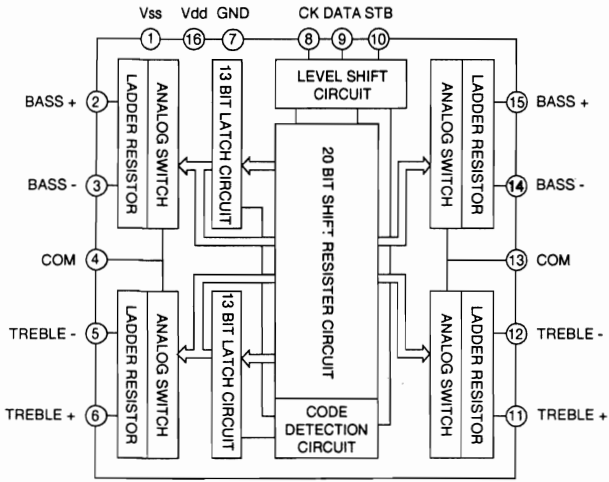 Vss Vdd GND CK DATA STB
1 16 7 8 9 10
LEVEL SHIFT
CIRCUIT
BASS + 2
BASS - 3
COM 4
TREBLE - 5
TREBLE + 6
LADDER RESISTOR
ANALOG SWITCH
13 BIT LATCH CIRCUIT
20 BIT SHIFT RESISTER CIRCUIT
ANALOG SWITCH
LADDER RESISTOR
15 BASS +
14 BASS -
13 COM
12 TREBLE -
11 TREBLE +
LADDER RESISTOR
ANALOG SWITCH
13 BIT LATCH CIRCUIT
CODE
DETECTION
CIRCUIT
ANALOG SWITCH
LADDER RESISTOR